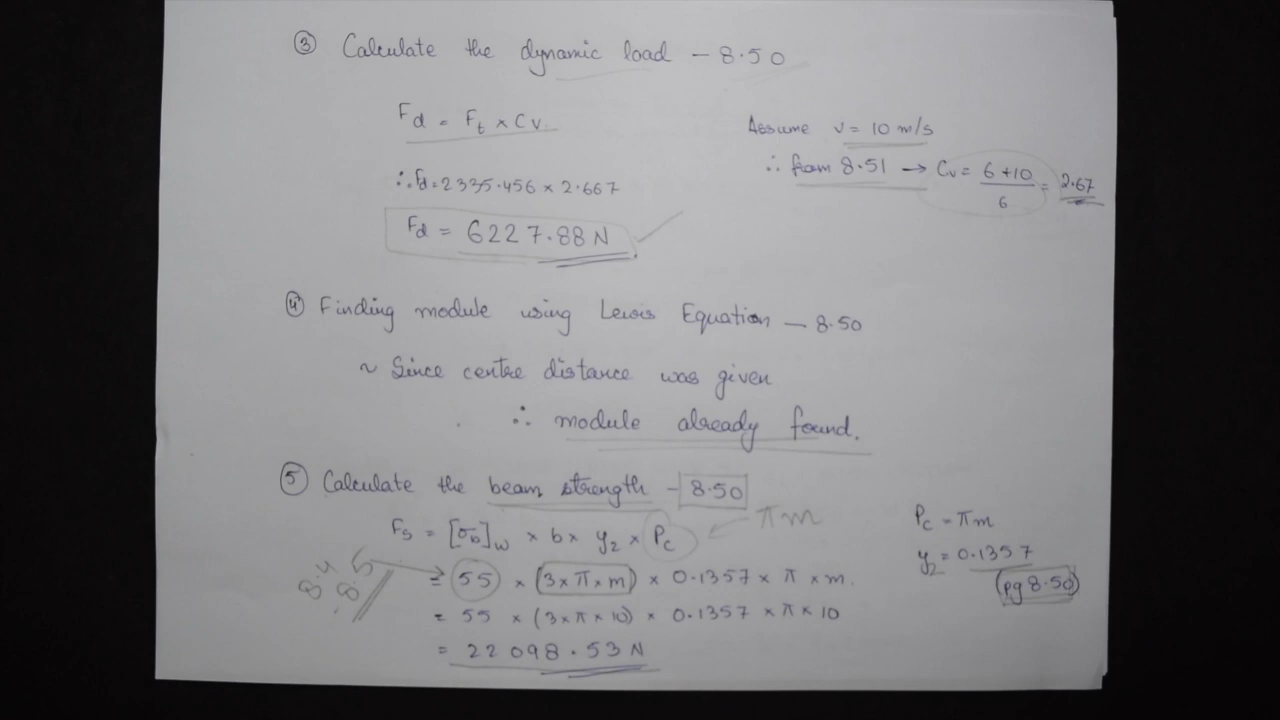 ③ Calculate the dynamic load – 8.50
Fd = Ft × Cv.
Assume v = 10 m/s
∴ from 8.51 → Cv = 6+10 / 6 = 2.67
∴ Fd = 2335.456 × 2.667
Fd = 6227.88 N ✓
④ Finding module using Lewis Equation – 8.50
~ Since centre distance was given
∴ module already found.
⑤ Calculate the beam strength – 8.50
Fs = [σb]w × b × y2 × Pc ← πm
Pc = πm
y2 = 0.1357
(pg 8.50)
8.4
8.5
= 55 × (3 × π × m) × 0.1357 × π × m.
= 55 × (3 × π × 10) × 0.1357 × π × 10
= 22098.53 N